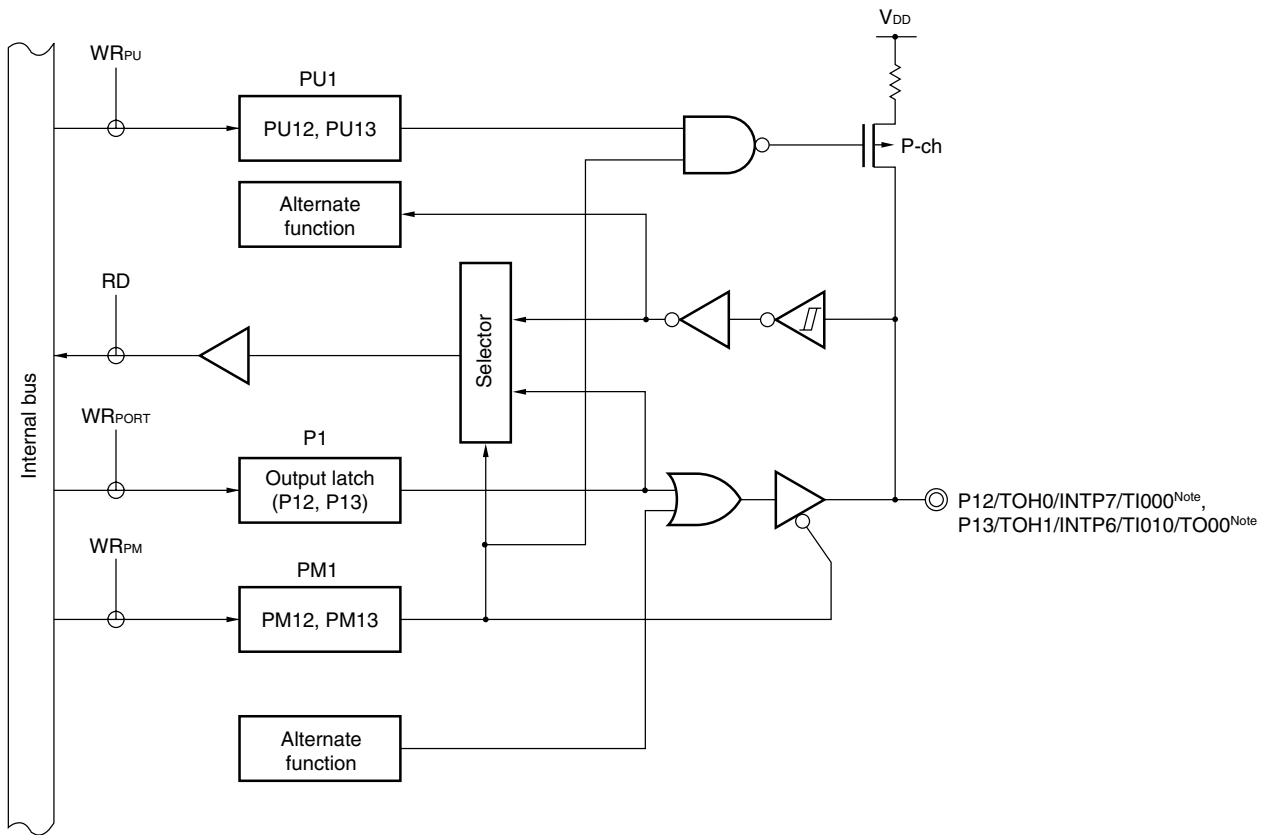 VDD
WRPU
PU1
PU12, PU13
P-ch
Alternate
function
RD
Selector
Internal bus
WRPORT
P1
Output latch
(P12, P13)
P12/TOH0/INTP7/TI000Note,
P13/TOH1/INTP6/TI010/TO00Note
WRPM
PM1
PM12, PM13
Alternate
function